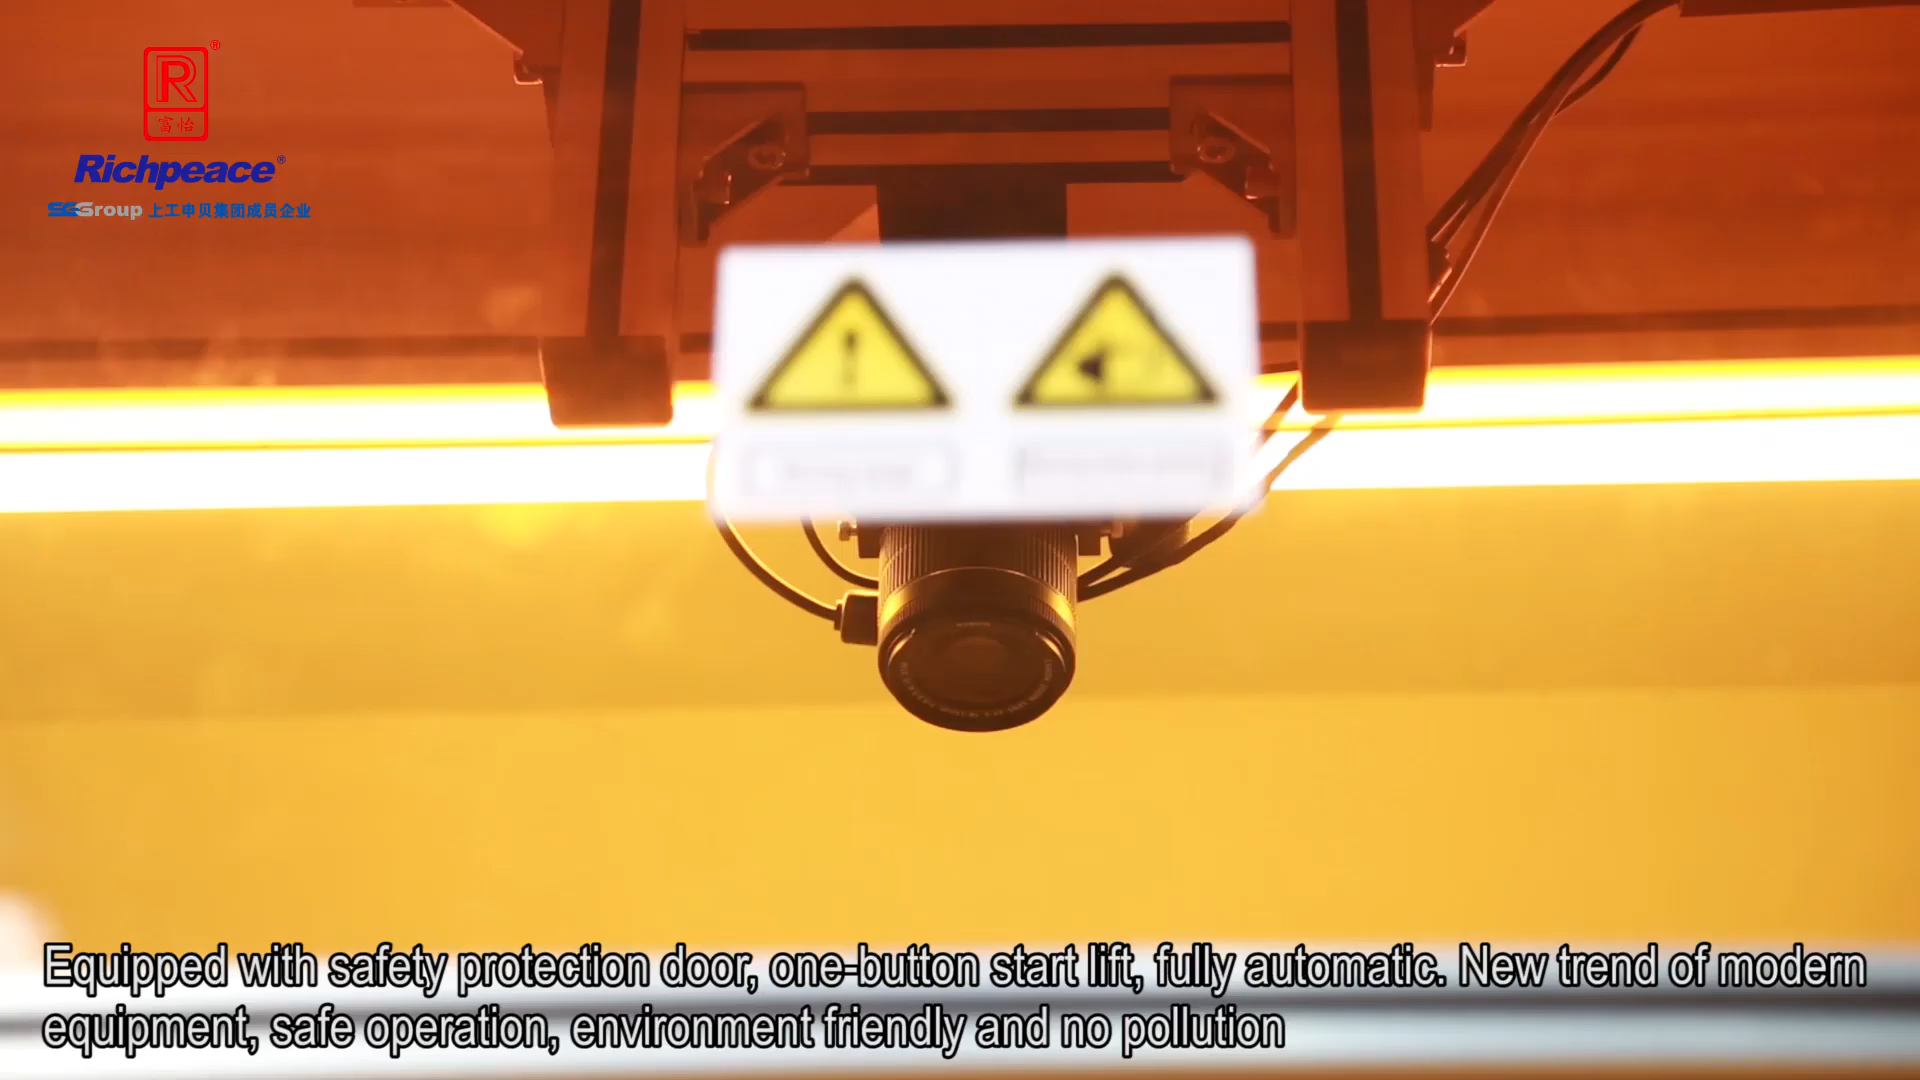 R®
富怡
Richpeace®
SGSGroup 上工申贝集团成员企业
Equipped with safety protection door, one-button start lift, fully automatic. New trend of modern
equipment, safe operation, environment friendly and no pollution